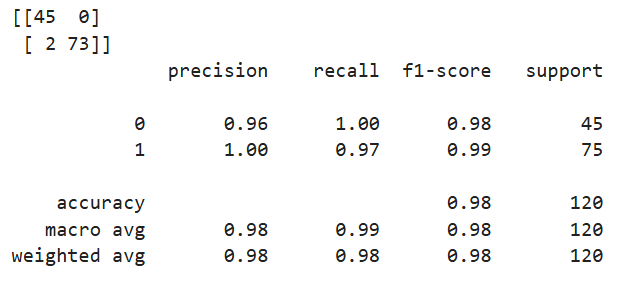 [[45  0]
 [ 2 73]]
              precision    recall  f1-score   support

           0       0.96      1.00      0.98        45
           1       1.00      0.97      0.99        75

    accuracy                           0.98       120
   macro avg       0.98      0.99      0.98       120
weighted avg       0.98      0.98      0.98       120